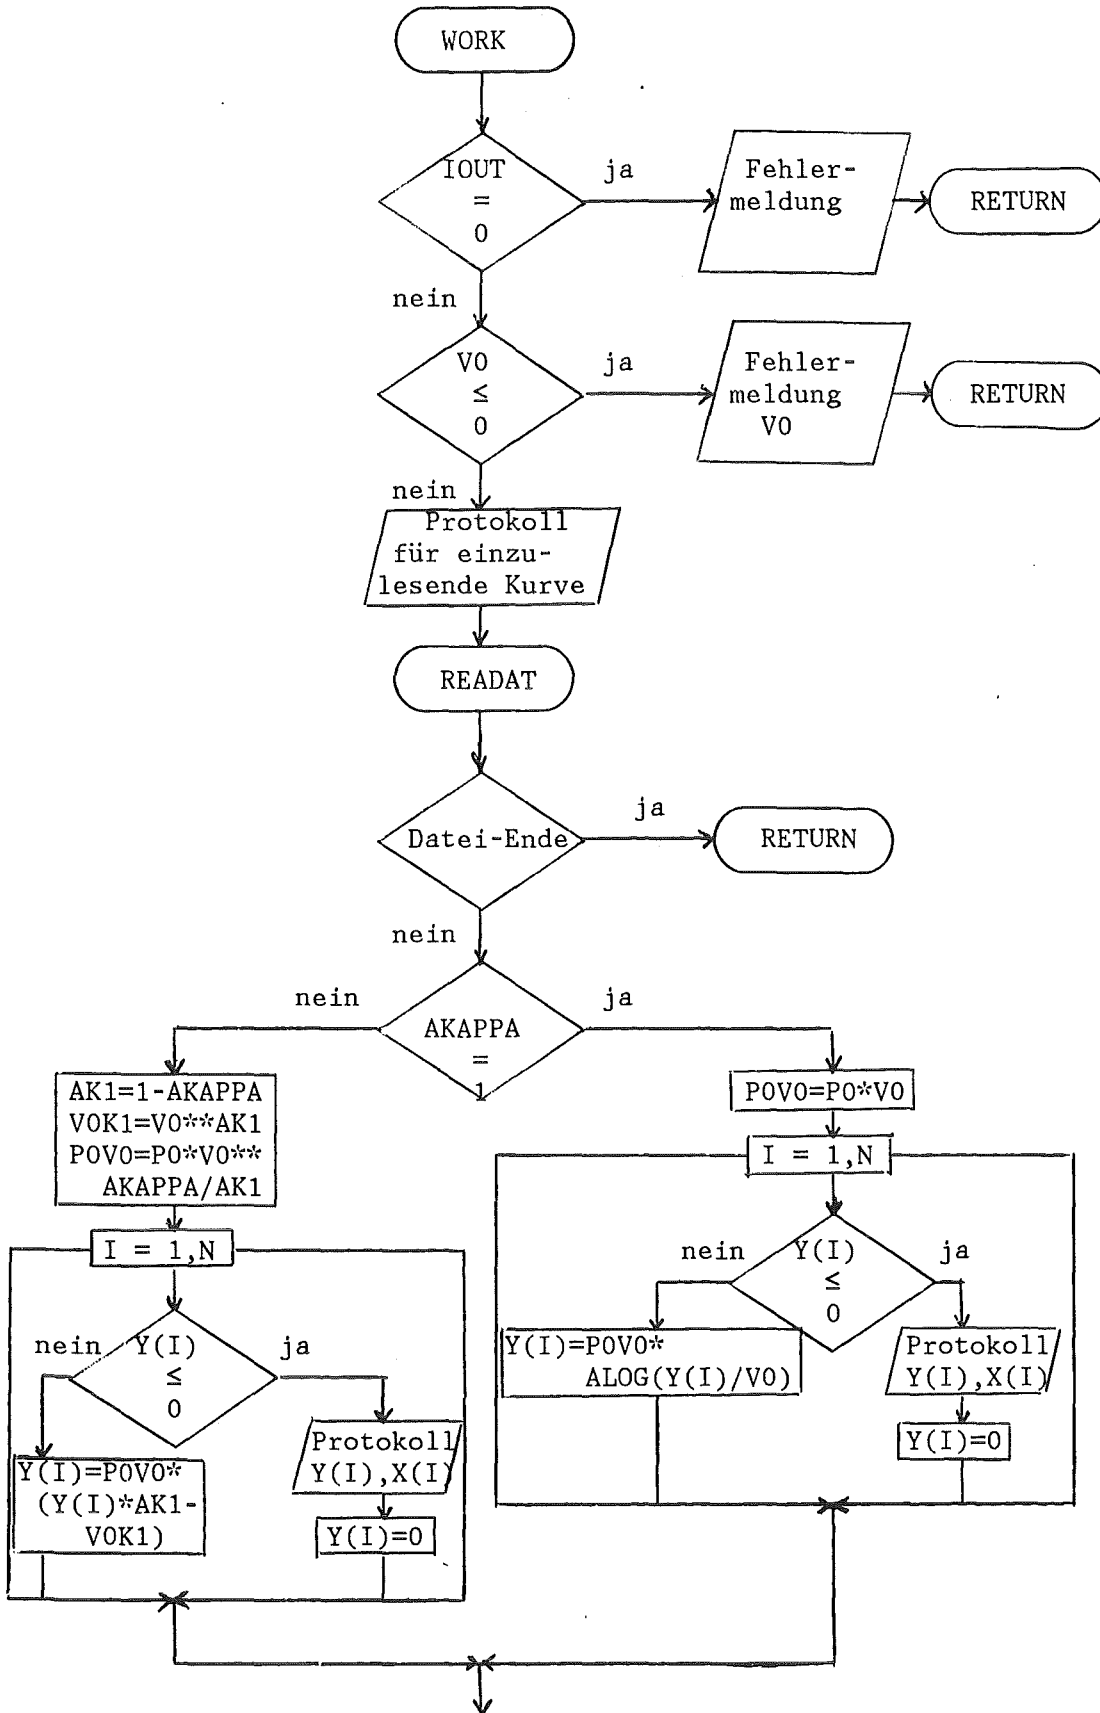 WORK
IOUT
=
0
ja
Fehler-
meldung
RETURN
nein
V0
≤
0
ja
Fehler-
meldung
V0
RETURN
nein
Protokoll
für einzu-
lesende Kurve
READAT
Datei-Ende
ja
RETURN
nein
AKAPPA
=
1
nein
ja
AK1=1-AKAPPA
V0K1=V0**AK1
P0V0=P0*V0**
AKAPPA/AK1
I = 1,N
Y(I)
≤
0
nein
ja
Y(I)=P0V0*
(Y(I)*AK1-
V0K1)
Protokoll
Y(I),X(I)
Y(I)=0
P0V0=P0*V0
I = 1,N
Y(I)
≤
0
nein
ja
Y(I)=P0V0*
ALOG(Y(I)/V0)
Protokoll
Y(I),X(I)
Y(I)=0